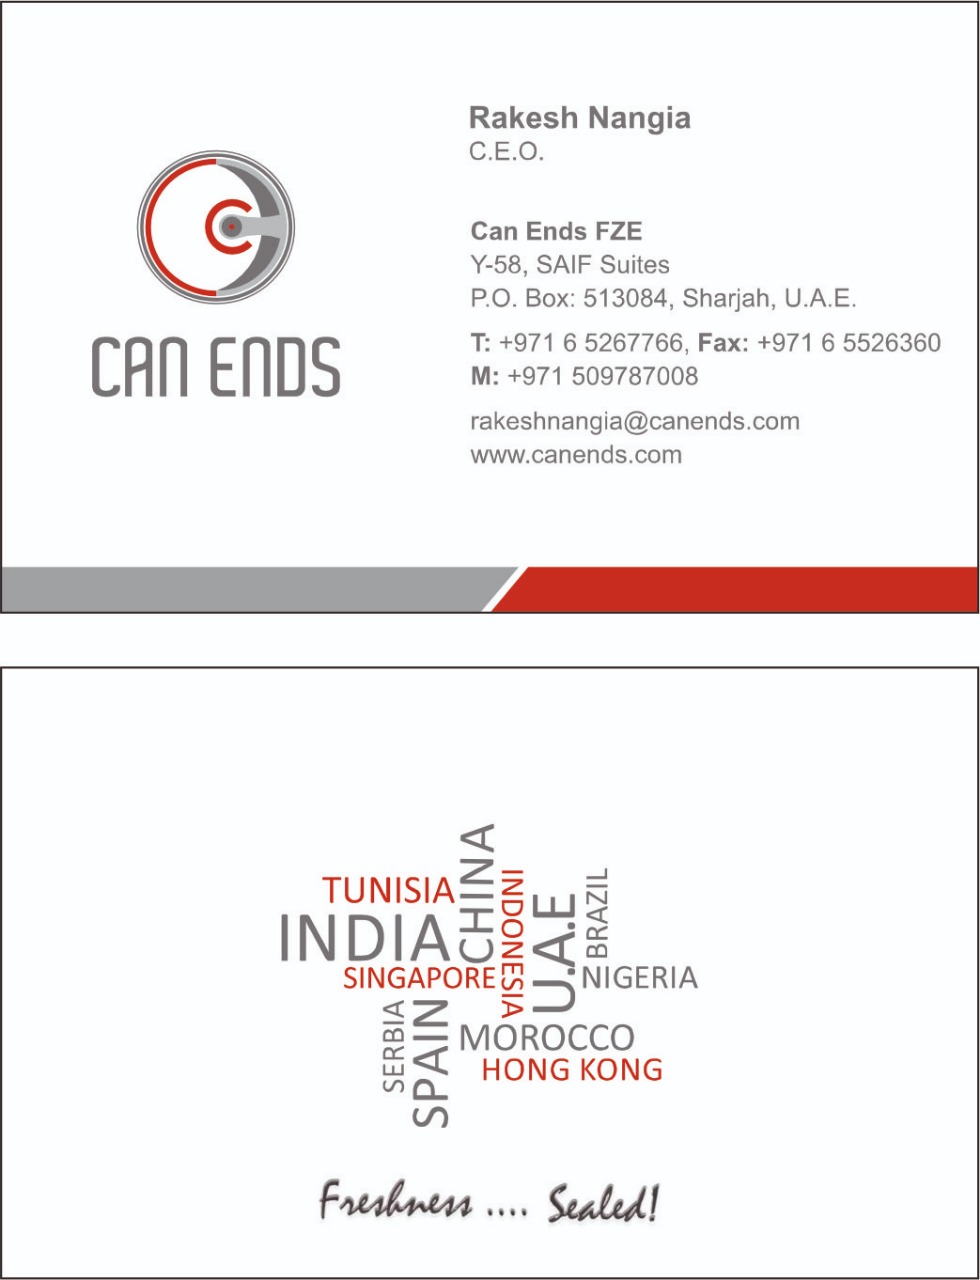 CAN ENDS
Rakesh Nangia
C.E.O.
Can Ends FZE
Y-58, SAIF Suites
P.O. Box: 513084, Sharjah, U.A.E.
T: +971 6 5267766, Fax: +971 6 5526360
M: +971 509787008
rakeshnangia@canends.com
www.canends.com
TUNISIA
CHINA
INDONESIA
BRAZIL
INDIA
U.A.E
SINGAPORE
NIGERIA
SERBIA
SPAIN
MOROCCO
HONG KONG
Freshness .... Sealed!